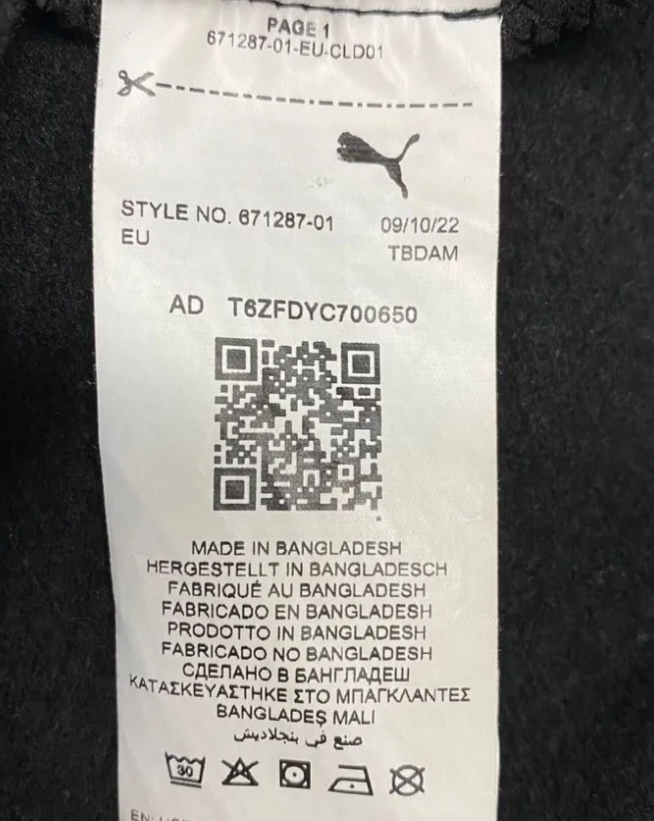 PAGE 1
671287-01-EU-CLD01
STYLE NO. 671287-01 09/10/22
EU TBDAM
AD T6ZFDYC700650
MADE IN BANGLADESH
HERGESTELLT IN BANGLADESCH
FABRIQUÉ AU BANGLADESH
FABRICADO EN BANGLADESH
PRODOTTO IN BANGLADESH
FABRICADO NO BANGLADESH
СДЕЛАНО В БАНГЛАДЕШ
ΚΑΤΑΣΚΕΥΑΣΤΗΚΕ ΣΤΟ ΜΠΑΓΚΛΑΝΤΕΣ
BANGLADEŞ MALI
صنع في بنجلاديش
30